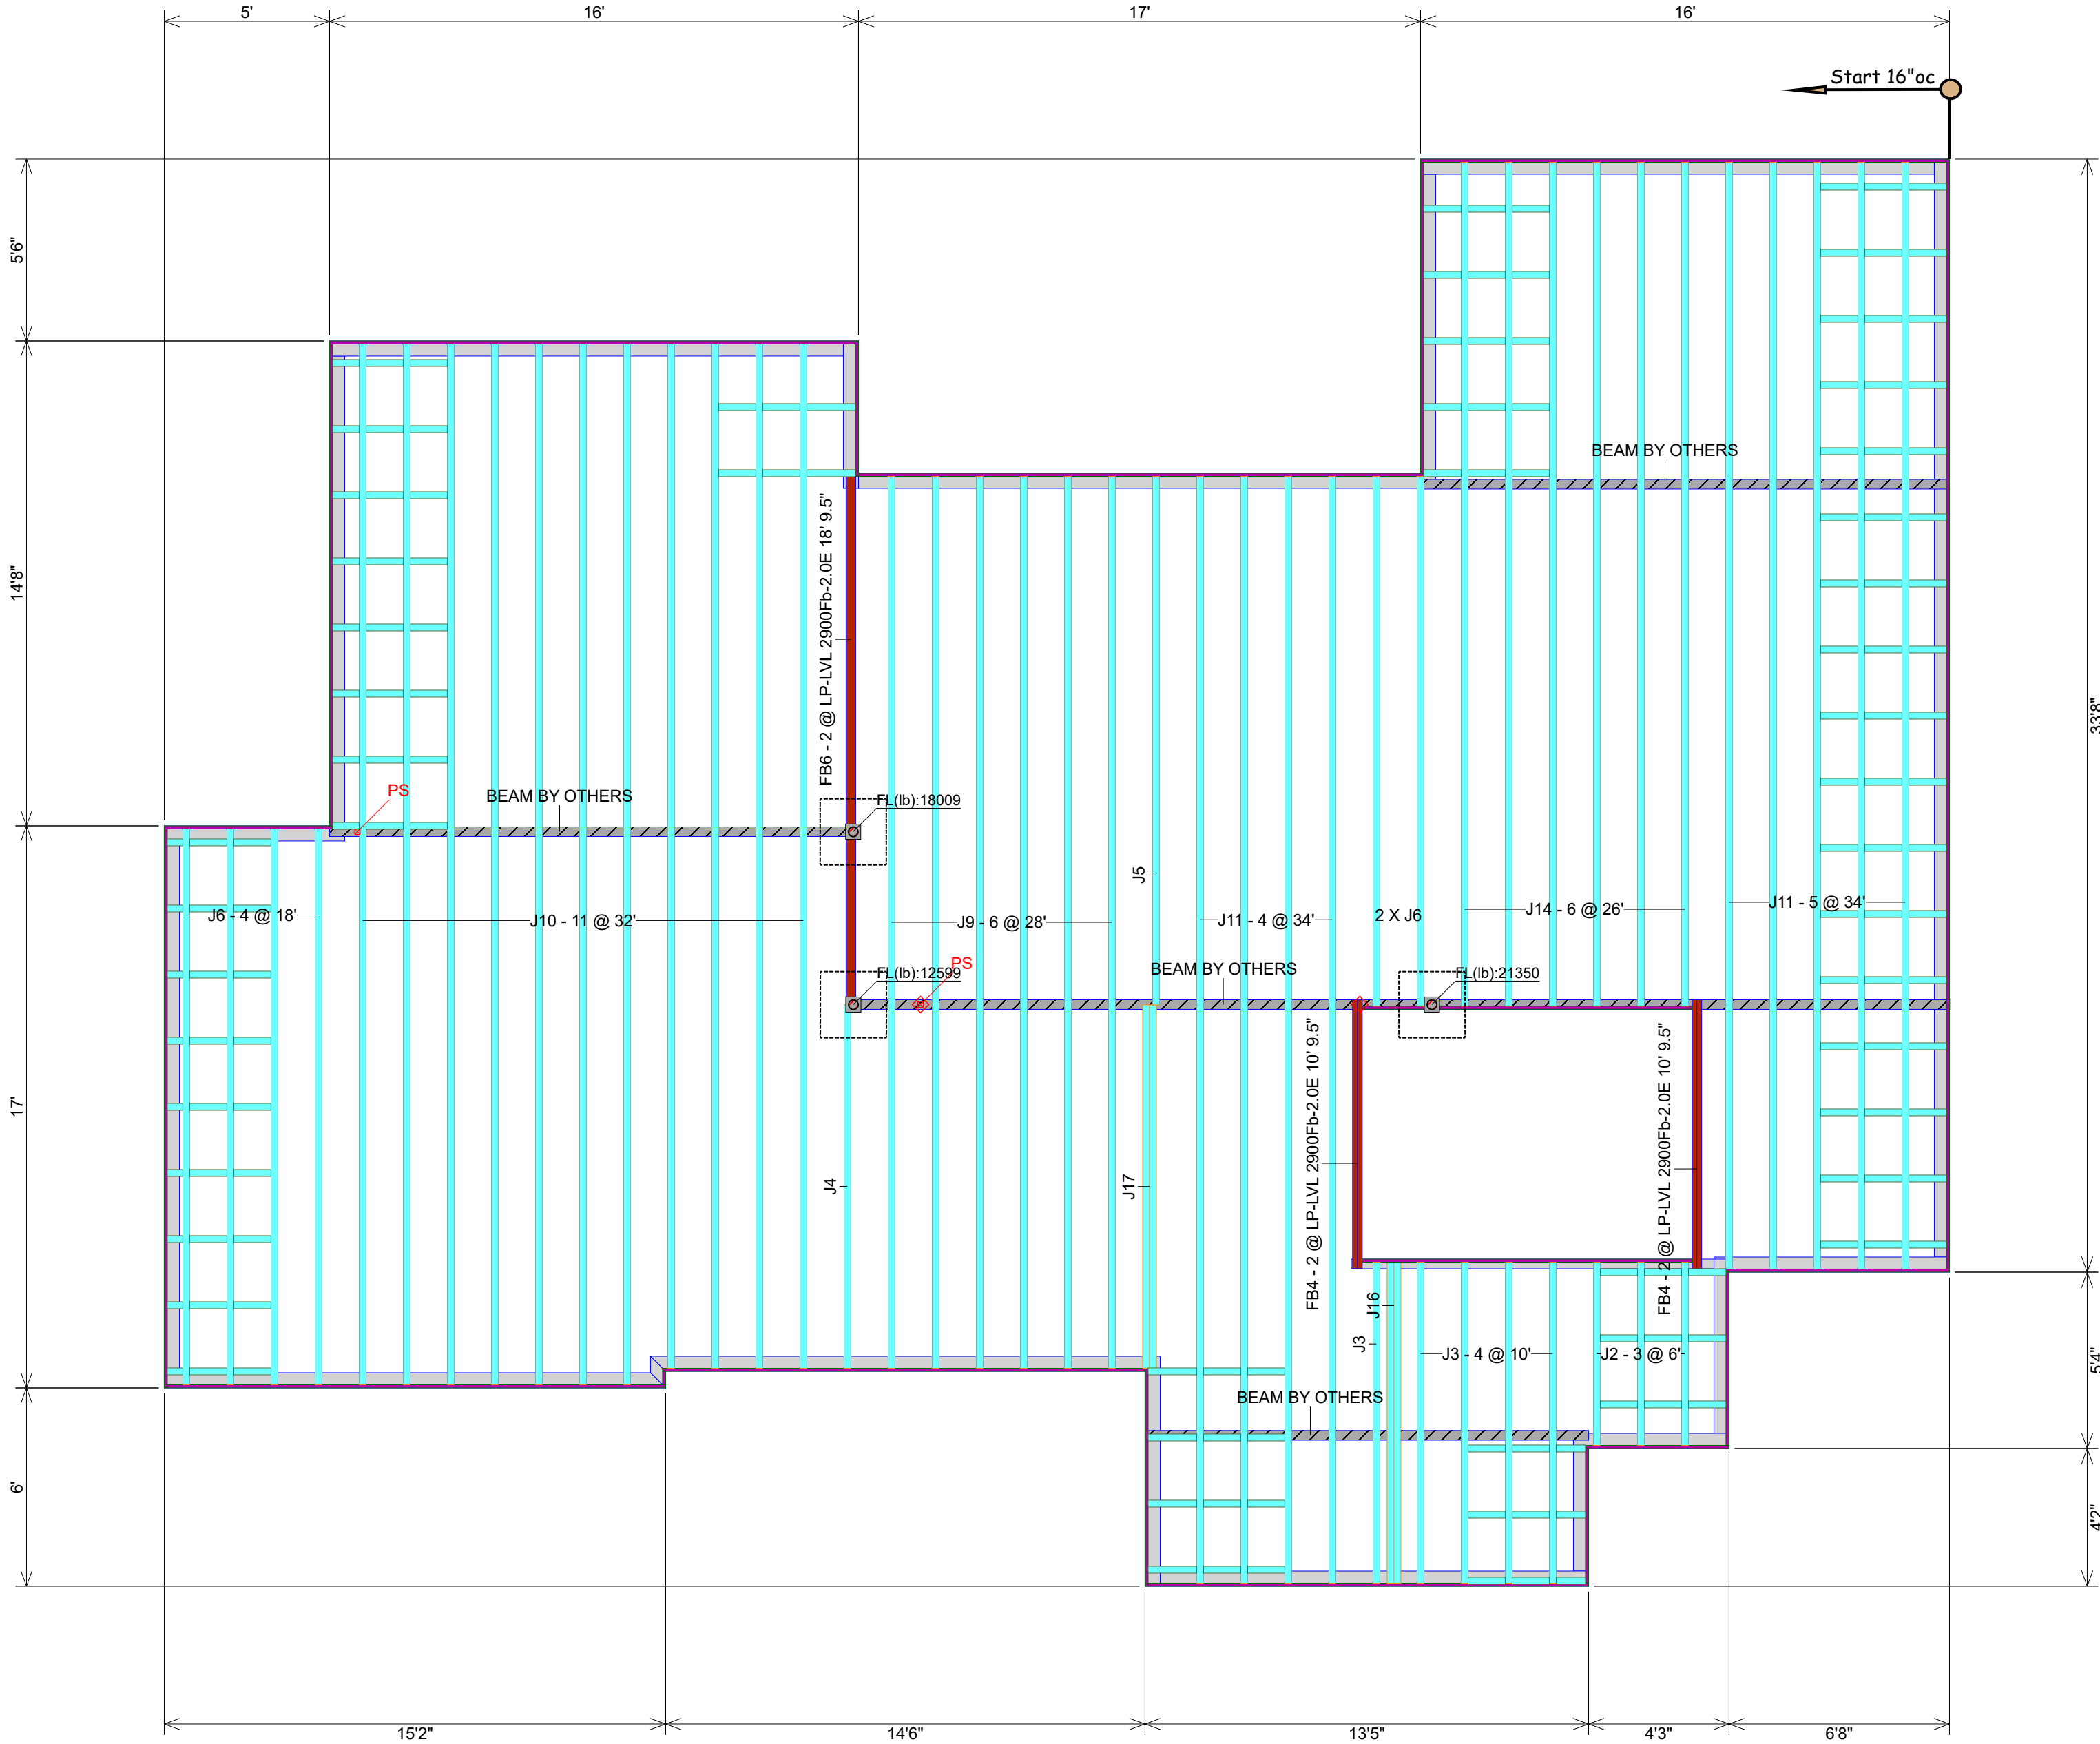 5'
16'
17'
16'
Start 16"oc
5'6"
BEAM BY OTHERS
FB6 - 2 @ LP-LVL 2900Fb-2.0E 18' 9.5"
14'8"
33'8"
PS
BEAM BY OTHERS
FL(lb):18009
J5
J6 - 4 @ 18'
J10 - 11 @ 32'
J9 - 6 @ 28'
J11 - 4 @ 34'
2 X J6
J14 - 6 @ 26'
J11 - 5 @ 34'
PS
BEAM BY OTHERS
FL(lb):12599
FL(lb):21350
17'
J4
J17
FB4 - 2 @ LP-LVL 2900Fb-2.0E 10' 9.5"
FB4 - 2 @ LP-LVL 2900Fb-2.0E 10' 9.5"
J16
J3
J3 - 4 @ 10'
J2 - 3 @ 6'
5'4"
BEAM BY OTHERS
6'
4'2"
15'2"
14'6"
13'5"
4'3"
6'8"